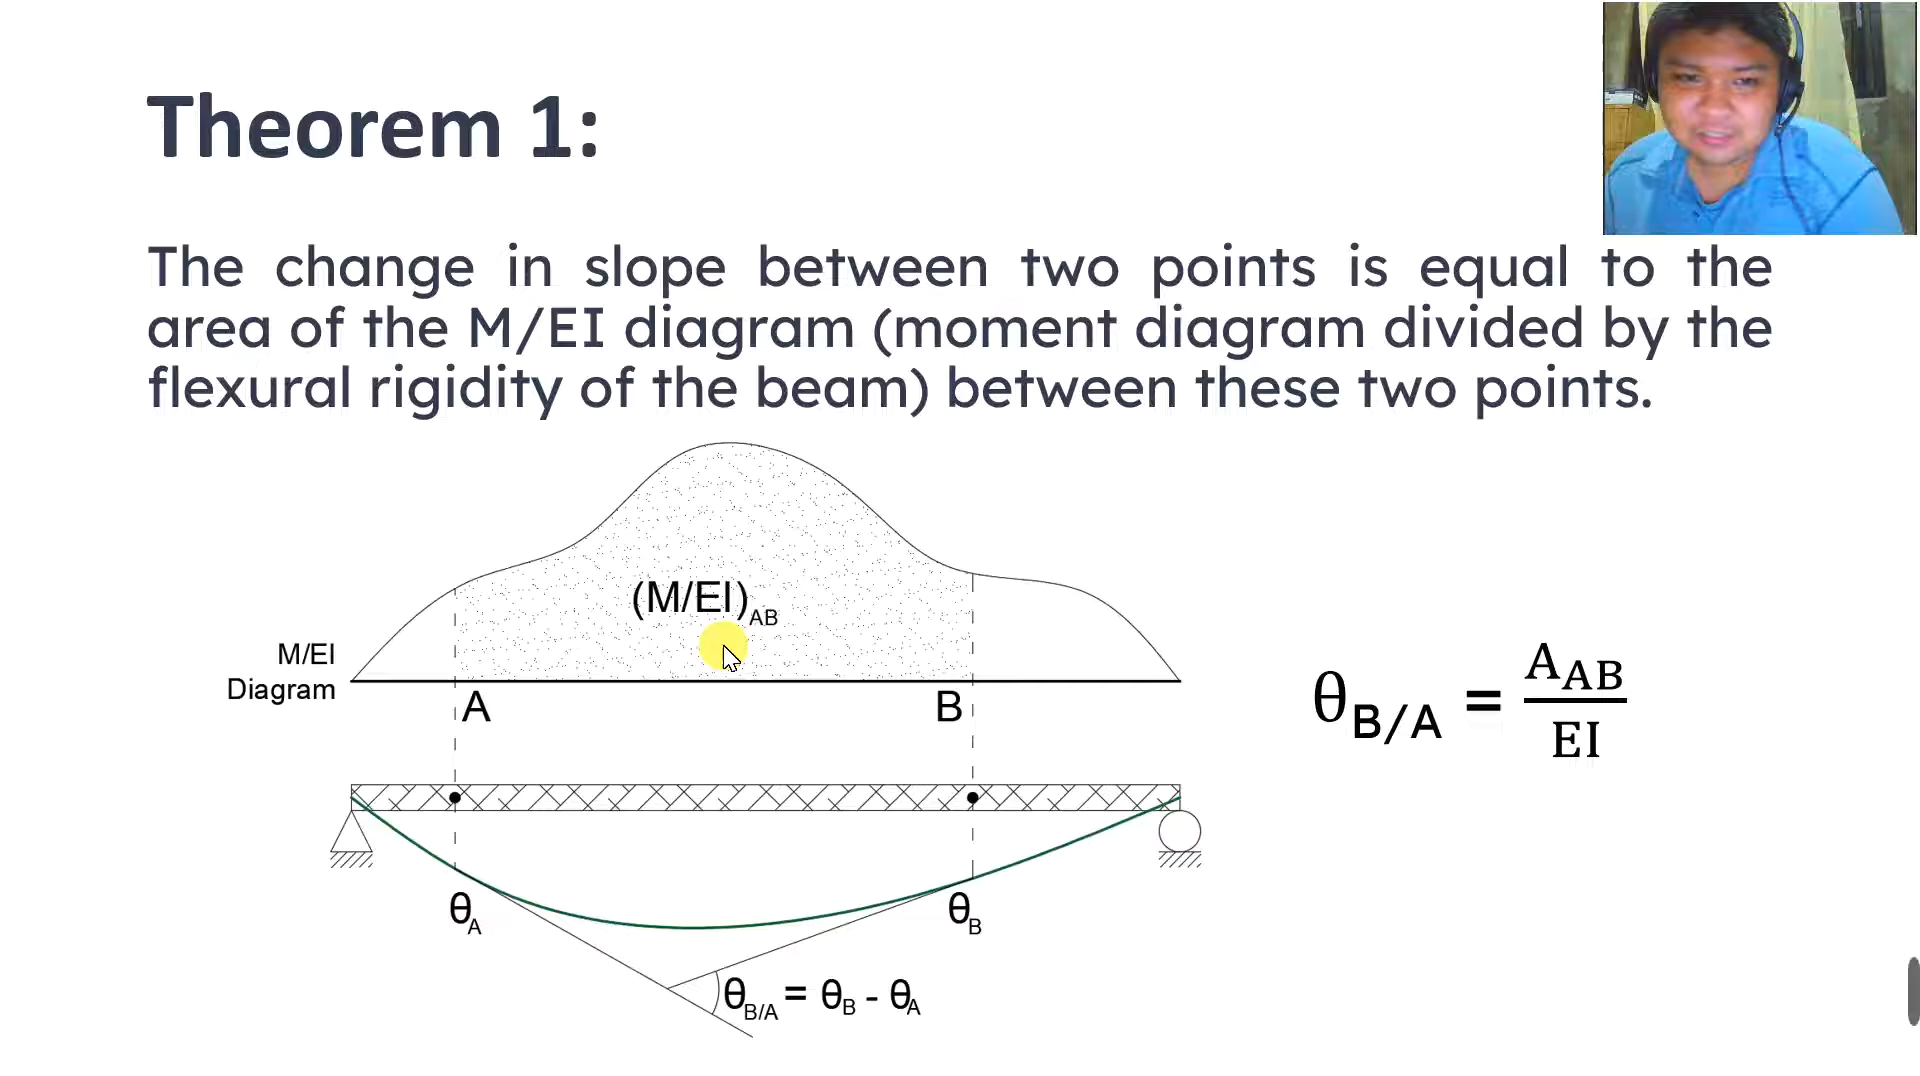 Theorem 1:
The change in slope between two points is equal to the
area of the M/EI diagram (moment diagram divided by the
flexural rigidity of the beam) between these two points.
(M/EI)AB
M/EI
Diagram
A B
θB/A = AAB
EI
θA θB
θB/A = θB - θA